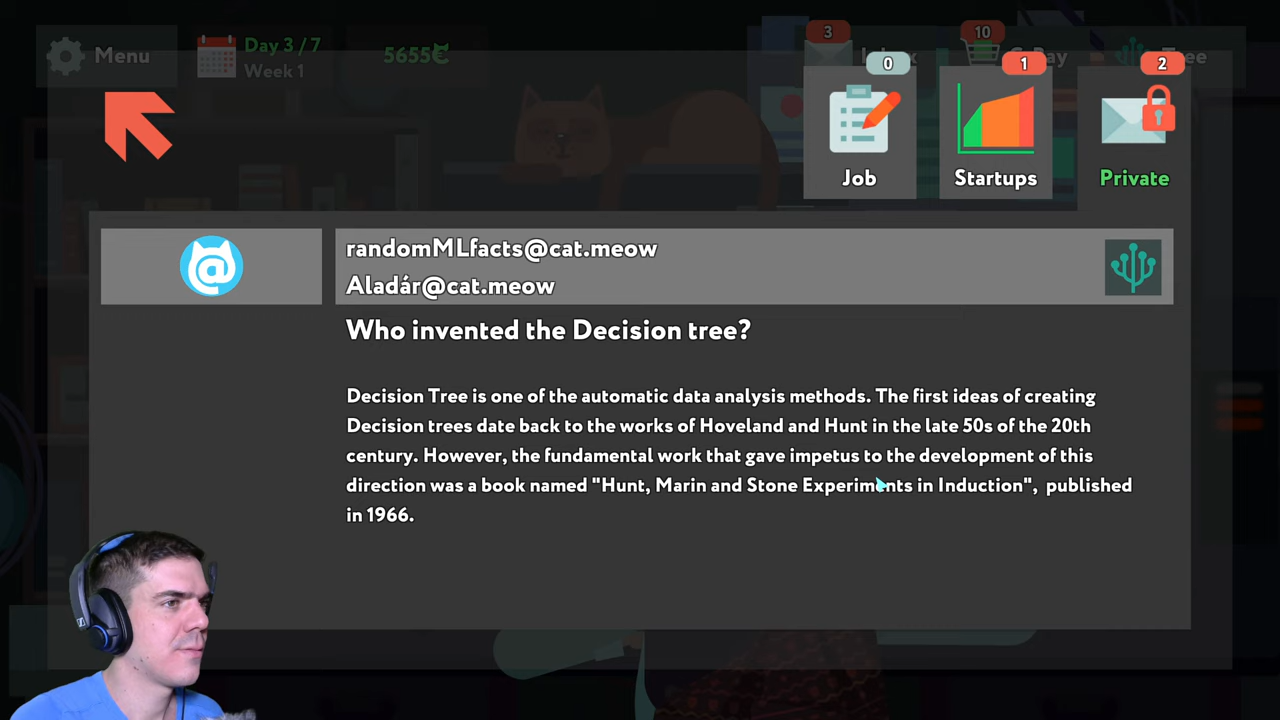 Menu
Day 3 / 7
Week 1
5655€
3
10
0
1
2
Job
Startups
Private
randomMLfacts@cat.meow
Aladár@cat.meow
Who invented the Decision tree?
Decision Tree is one of the automatic data analysis methods. The first ideas of creating
Decision trees date back to the works of Hoveland and Hunt in the late 50s of the 20th
century. However, the fundamental work that gave impetus to the development of this
direction was a book named "Hunt, Marin and Stone Experiments in Induction", published
in 1966.